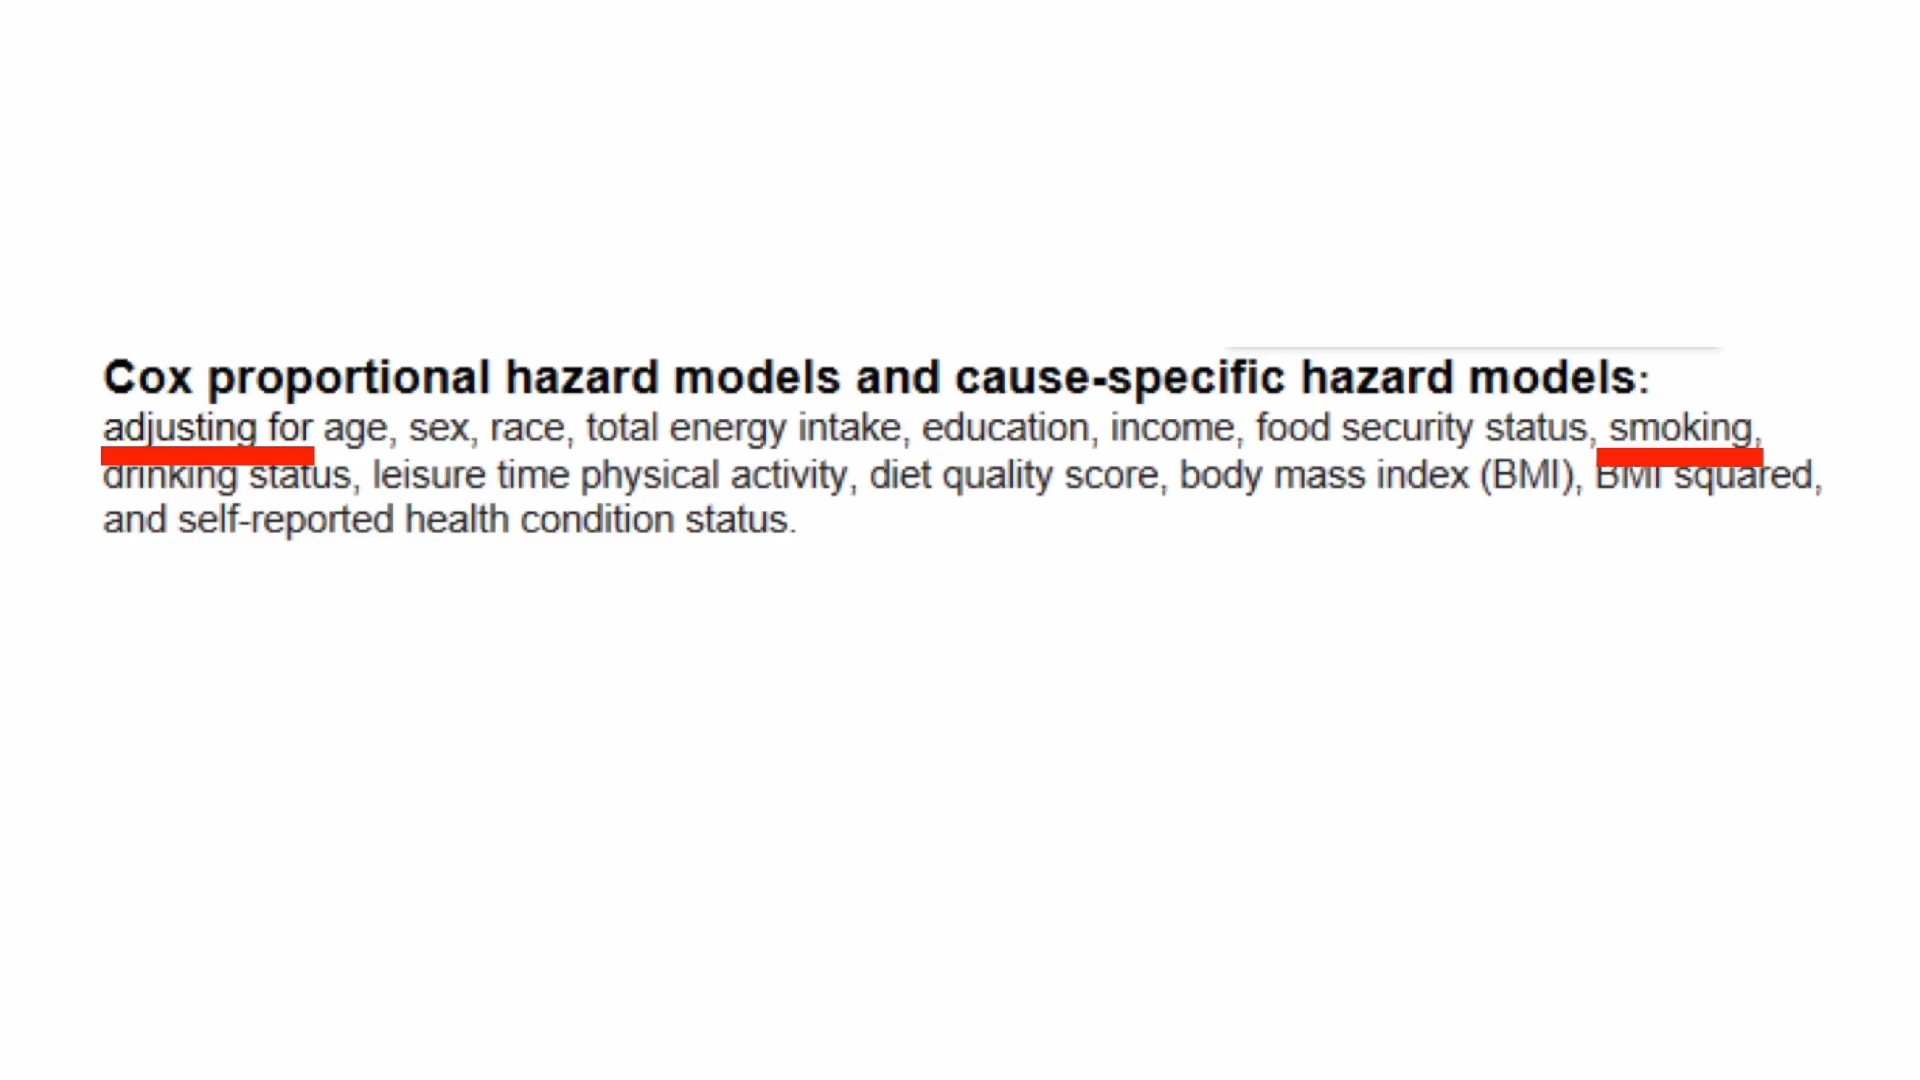 Cox proportional hazard models and cause-specific hazard models:
adjusting for age, sex, race, total energy intake, education, income, food security status, smoking,
drinking status, leisure time physical activity, diet quality score, body mass index (BMI), BMI squared,
and self-reported health condition status.